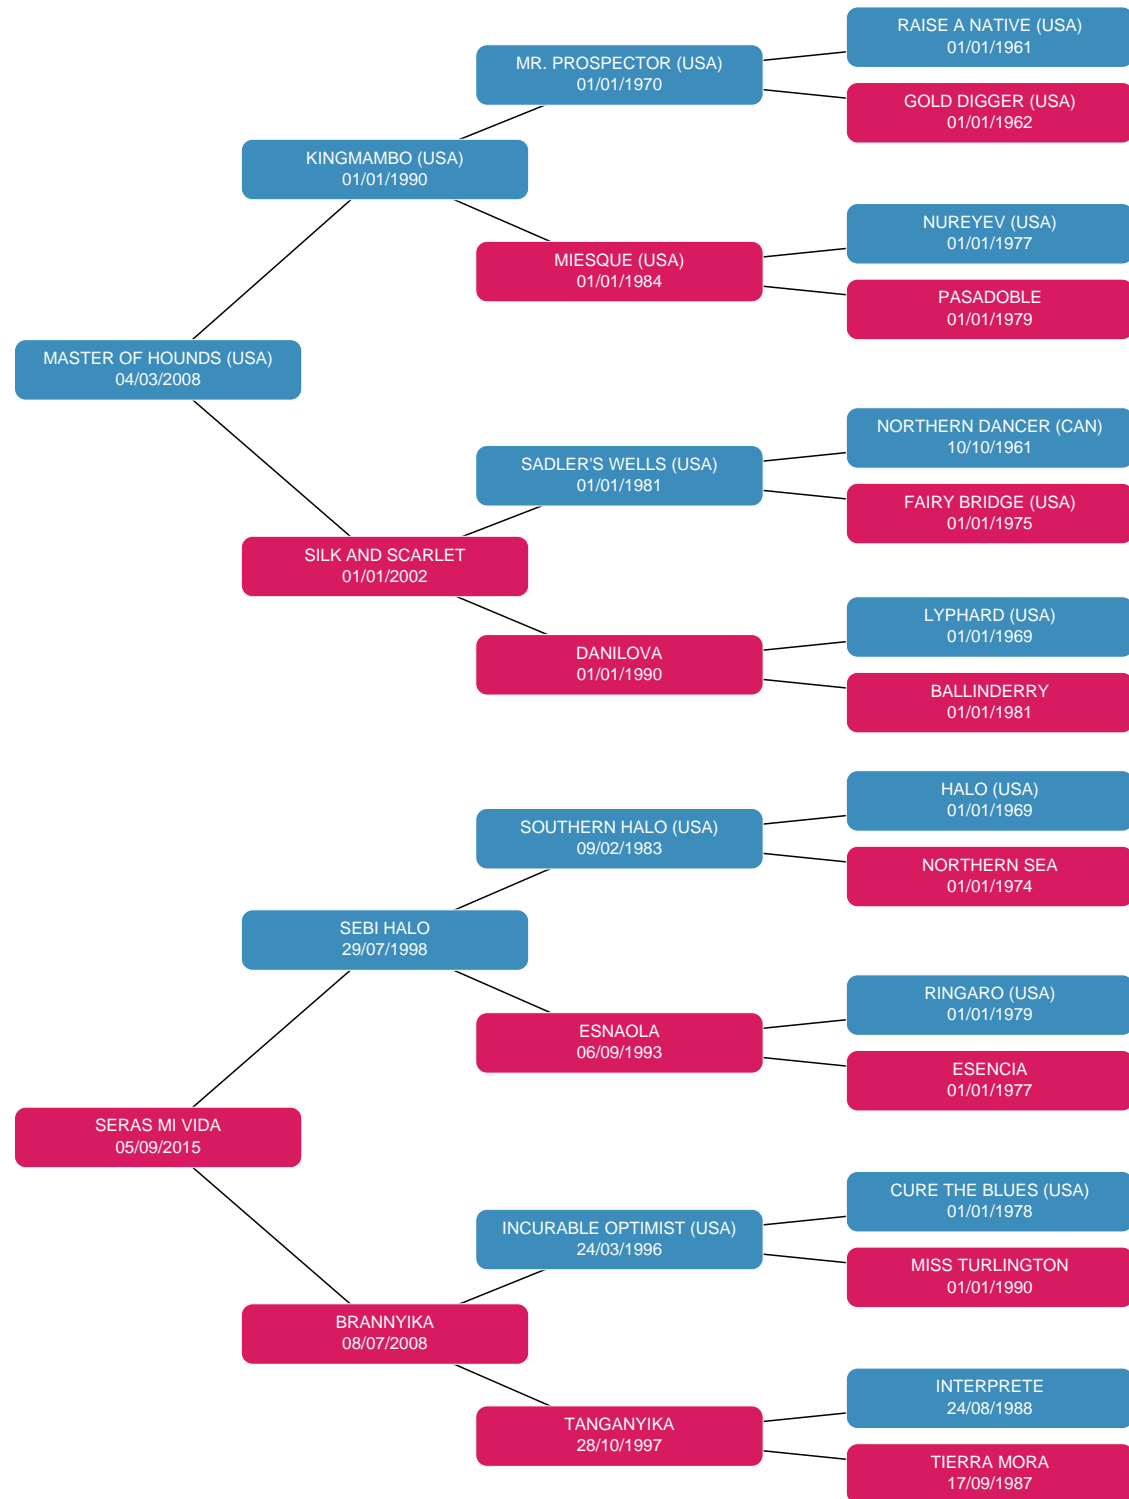 RAISE A NATIVE (USA)
01/01/1961
MR. PROSPECTOR (USA)
01/01/1970
GOLD DIGGER (USA)
01/01/1962
KINGMAMBO (USA)
01/01/1990
NUREYEV (USA)
01/01/1977
MIESQUE (USA)
01/01/1984
PASADOBLE
01/01/1979
MASTER OF HOUNDS (USA)
04/03/2008
NORTHERN DANCER (CAN)
10/10/1961
SADLER'S WELLS (USA)
01/01/1981
FAIRY BRIDGE (USA)
01/01/1975
SILK AND SCARLET
01/01/2002
LYPHARD (USA)
01/01/1969
DANILOVA
01/01/1990
BALLINDERRY
01/01/1981
HALO (USA)
01/01/1969
SOUTHERN HALO (USA)
09/02/1983
NORTHERN SEA
01/01/1974
SEBI HALO
29/07/1998
RINGARO (USA)
01/01/1979
ESNAOLA
06/09/1993
ESENCIA
01/01/1977
SERAS MI VIDA
05/09/2015
CURE THE BLUES (USA)
01/01/1978
INCURABLE OPTIMIST (USA)
24/03/1996
MISS TURLINGTON
01/01/1990
BRANNYIKA
08/07/2008
INTERPRETE
24/08/1988
TANGANYIKA
28/10/1997
TIERRA MORA
17/09/1987